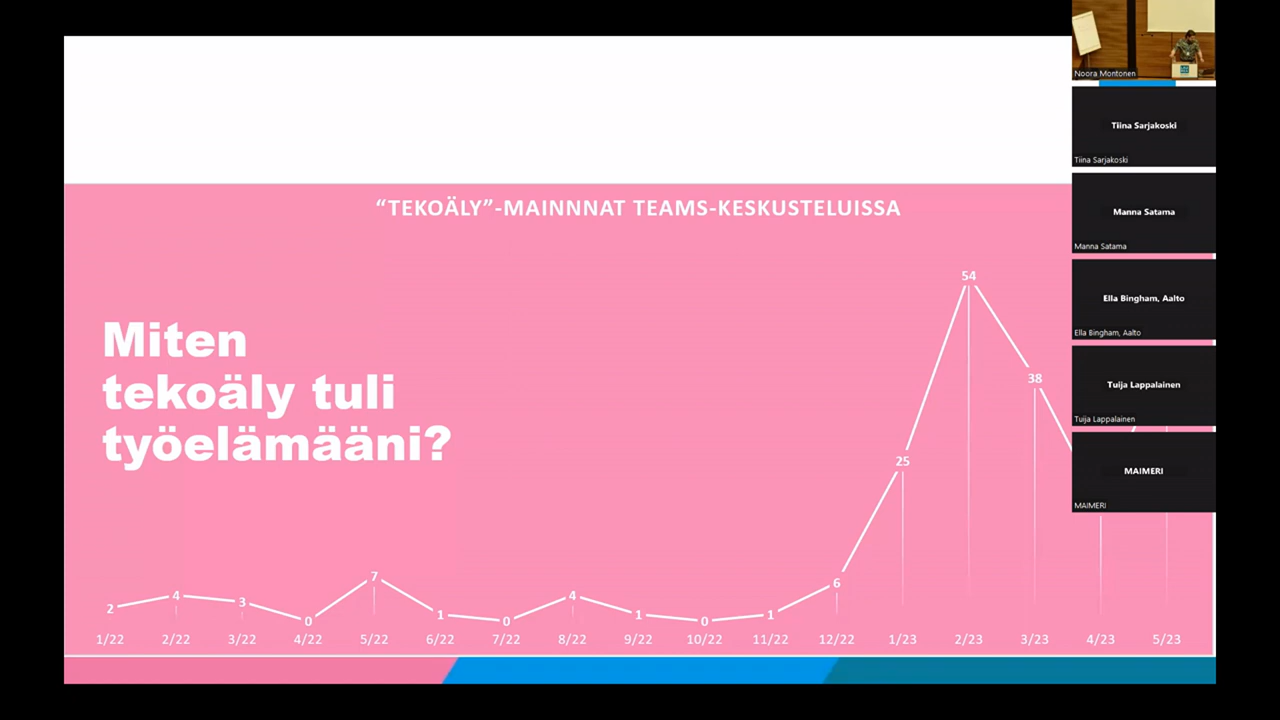 Noora Montonen
Tiina Sarjakoski
Tiina Sarjakoski
Manna Satama
Manna Satama
Ella Bingham, Aalto
Ella Bingham, Aalto
Tuija Lappalainen
Tuija Lappalainen
MAIMERI
MAIMERI
“TEKOÄLY”-MAINNNAT TEAMS-KESKUSTELUISSA
Miten
tekoäly tuli
työelämääni?
2 4 3 0 7 1 0 4 1 0 1 6 25 54 38
1/22 2/22 3/22 4/22 5/22 6/22 7/22 8/22 9/22 10/22 11/22 12/22 1/23 2/23 3/23 4/23 5/23